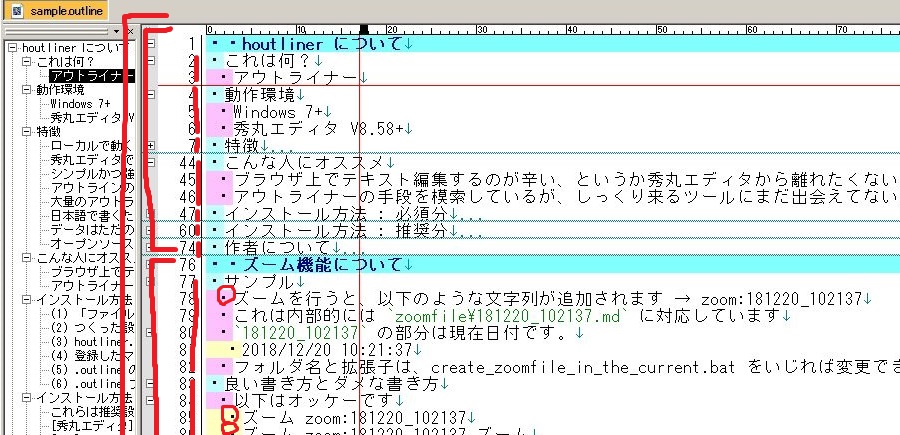 sample.outline
houtliner につい
これは何？
アウトライナー
動作環境
Windows 7+
秀丸エディタ V
特徴
ローカルで動く
秀丸エディタで
シンプルかつ強
アウトラインの
大量のアウトラ
日本語で書くた
データはただの
オープンソース
こんな人にオススメ
ブラウザ上でテ
アウトライナー
インストール方法
(1) 「ファイル
(2) つくった設
(3) houtliner.
(4) 登録したマ
(5) .outline の
(6) .outline フ
インストール方法
これらは推奨設
[秀丸エディタ]
0 10 20 30 40 50 60 70
1 ・・houtliner について↓
2 ・これは何？↓
3 ・アウトライナー↓
4 ・動作環境↓
5 ・Windows 7+↓
6 ・秀丸エディタ V8.58+↓
7 ・特徴↓...
44 ・こんな人にオススメ↓
45 ・ブラウザ上でテキスト編集するのが辛い、というか秀丸エディタから離れたくない
46 ・アウトライナーの手段を模索しているが、しっくり来るツールにまだ出会えてない
47 ・インストール方法 : 必須分↓...
60 ・インストール方法 : 推奨分↓...
74 ・作者について↓...
76 ・・ズーム機能について↓
77 ・サンプル↓
78 ・ズームを行うと、以下のような文字列が追加されます → zoom:181220_102137↓
79 ・これは内部的には `zoomfile¥181220_102137.md` に対応しています↓
80 ・`181220_102137` の部分は現在日付です。↓
8 ・2018/12/20 10:21:37↓
8 ・フォルダ名と拡張子は、create_zoomfile_in_the_current.bat をいじれば変更でき
8 ・良い書き方とダメな書き方↓
8 ・以下はオッケーです↓
8 ・ズーム zoom:181220_102137↓
・ズーム zoom:181220_102137 ズーム↓